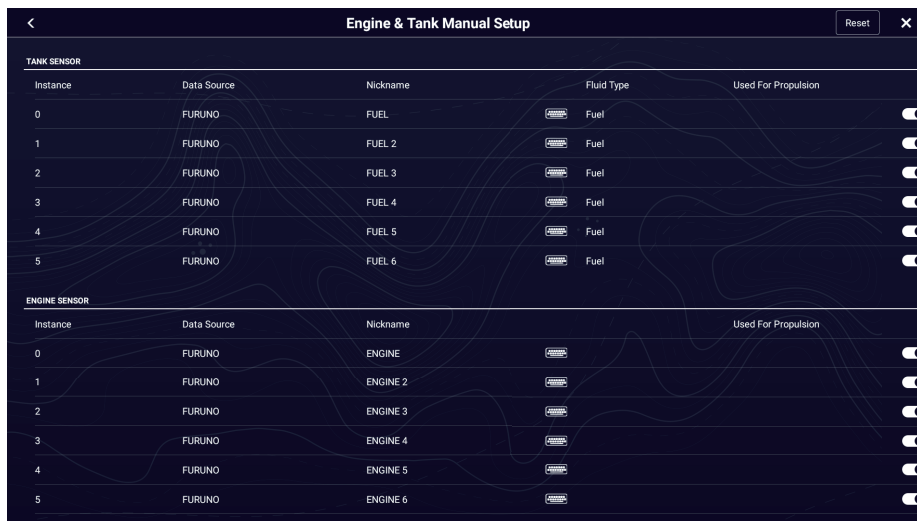 Engine & Tank Manual Setup Reset
TANK SENSOR
Instance Data Source Nickname Fluid Type Used For Propulsion
0 FURUNO FUEL Fuel
1 FURUNO FUEL 2 Fuel
2 FURUNO FUEL 3 Fuel
3 FURUNO FUEL 4 Fuel
4 FURUNO FUEL 5 Fuel
5 FURUNO FUEL 6 Fuel
ENGINE SENSOR
Instance Data Source Nickname Used For Propulsion
0 FURUNO ENGINE
1 FURUNO ENGINE 2
2 FURUNO ENGINE 3
3 FURUNO ENGINE 4
4 FURUNO ENGINE 5
5 FURUNO ENGINE 6